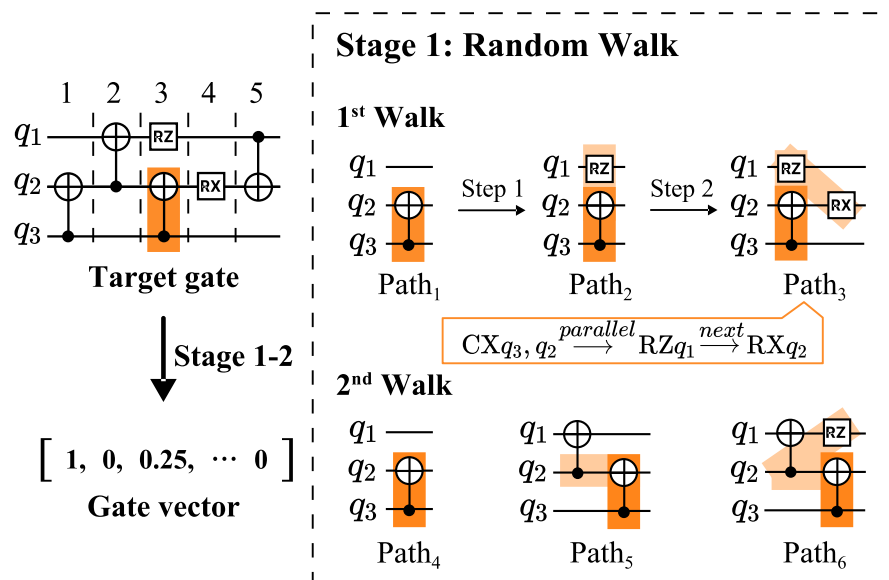 Stage 1: Random Walk
1 2 3 4 5
q1 RZ
q2 RX
q3
Target gate
Stage 1-2
[ 1, 0, 0.25, ⋯ 0 ]
Gate vector
1st Walk
q1
q2
q3
Path1
Step 1
q1 RZ
q2
q3
Path2
Step 2
q1 RZ
q2 RX
q3
Path3
CXq3, q2 parallel→ RZq1 next→ RXq2
2nd Walk
q1
q2
q3
Path4
q1
q2
q3
Path5
q1 RZ
q2
q3
Path6